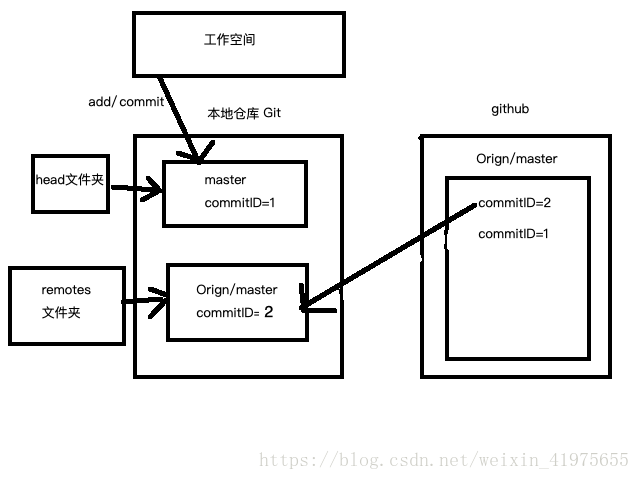 工作空间
add/commit
本地仓库 Git
github
head文件夹
master
commitID=1
Orign/master
commitID=2
commitID=1
remotes
文件夹
Orign/master
commitID= 2
https://blog.csdn.net/weixin_41975655